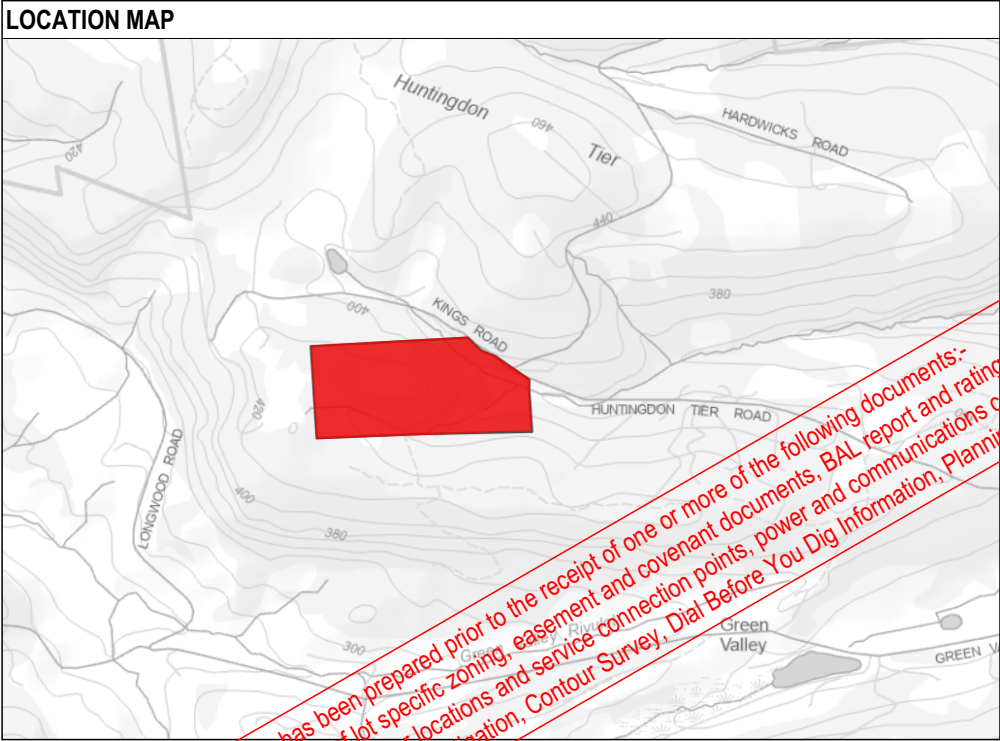 LOCATION MAP
Huntingdon
Tier
460
HARDWICKS ROAD
420
440
380
400
KINGS ROAD
HUNTINGDON TIER ROAD
420
LONGWOOD ROAD
400
380
300
Green Valley Rivulet
Green
Valley
GREEN
has been prepared prior to the receipt of one or more of the following documents:-
lot specific zoning, easement and covenant documents, BAL report and rating
locations and service connection points, power and communications
Contour Survey, Dial Before You Dig Information,